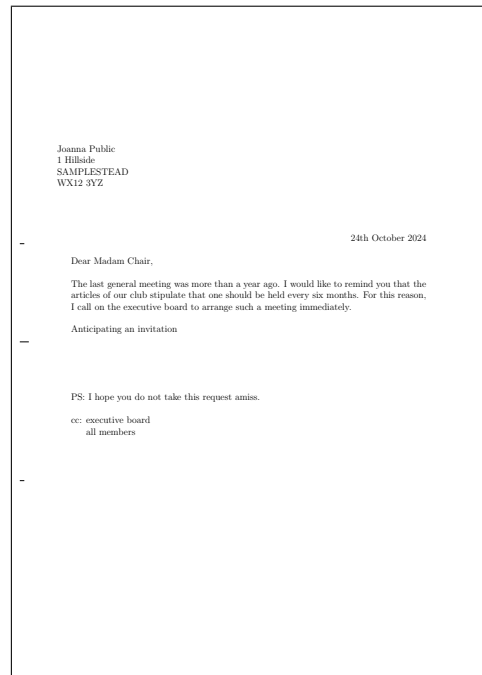 Joanna Public
1 Hillside
SAMPLESTEAD
WX12 3YZ
24th October 2024
Dear Madam Chair,
The last general meeting was more than a year ago. I would like to remind you that the
articles of our club stipulate that one should be held every six months. For this reason,
I call on the executive board to arrange such a meeting immediately.
Anticipating an invitation
PS: I hope you do not take this request amiss.
cc: executive board
all members